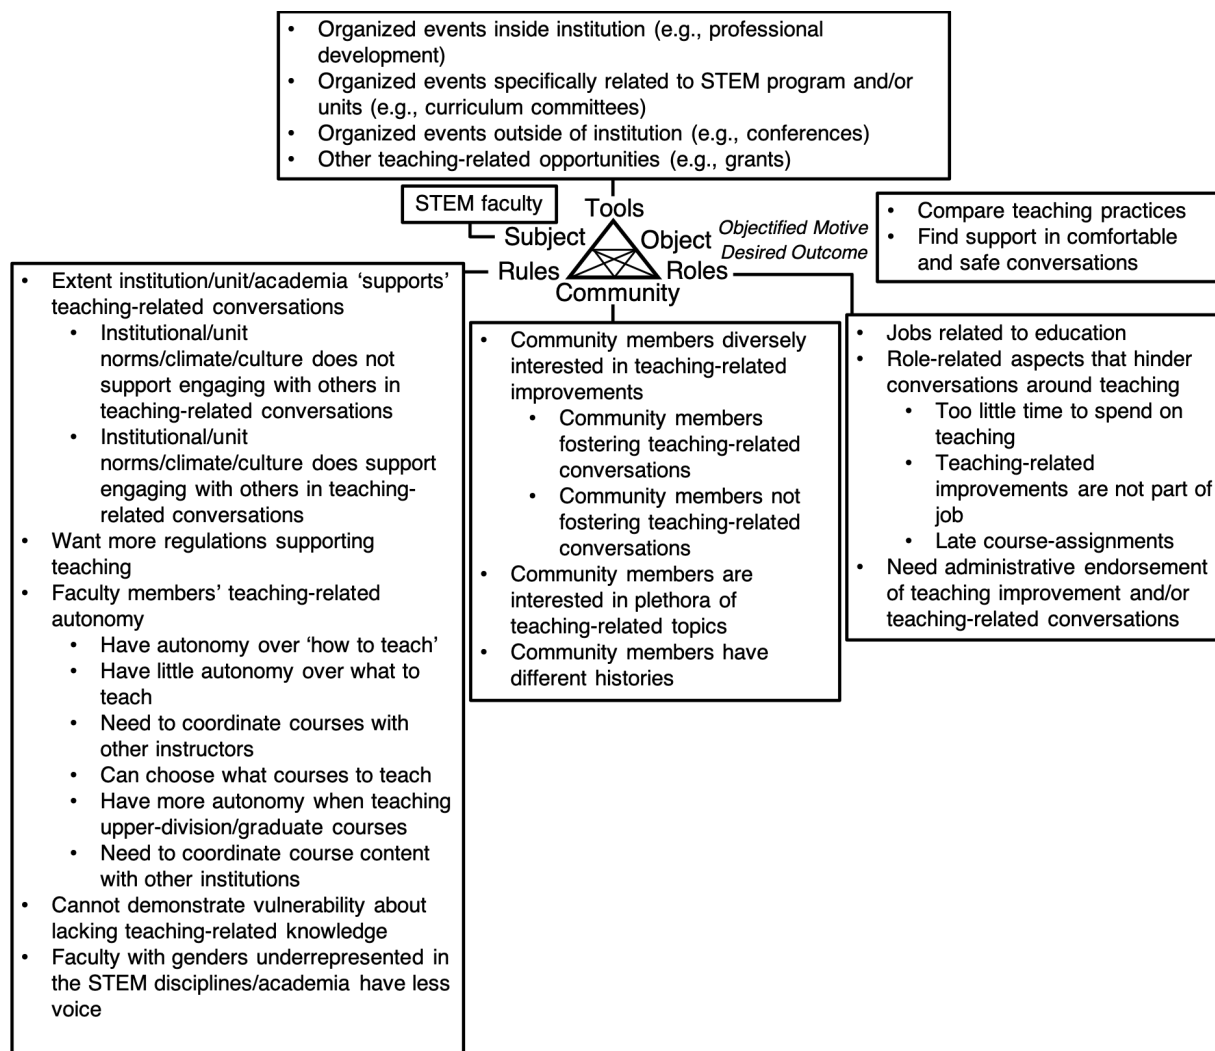 • Organized events inside institution (e.g., professional
development)
• Organized events specifically related to STEM program and/or
units (e.g., curriculum committees)
• Organized events outside of institution (e.g., conferences)
• Other teaching-related opportunities (e.g., grants)
STEM faculty
Tools
Subject
Object
Objectified Motive
Desired Outcome
Rules
Roles
Community
• Compare teaching practices
• Find support in comfortable
and safe conversations
• Extent institution/unit/academia ‘supports’
teaching-related conversations
• Institutional/unit
norms/climate/culture does not
support engaging with others in
teaching-related conversations
• Institutional/unit
norms/climate/culture does support
engaging with others in teaching-
related conversations
• Want more regulations supporting
teaching
• Faculty members’ teaching-related
autonomy
• Have autonomy over ‘how to teach’
• Have little autonomy over what to
teach
• Need to coordinate courses with
other instructors
• Can choose what courses to teach
• Have more autonomy when teaching
upper-division/graduate courses
• Need to coordinate course content
with other institutions
• Cannot demonstrate vulnerability about
lacking teaching-related knowledge
• Faculty with genders underrepresented in
the STEM disciplines/academia have less
voice
• Community members diversely
interested in teaching-related
improvements
• Community members
fostering teaching-related
conversations
• Community members not
fostering teaching-related
conversations
• Community members are
interested in plethora of
teaching-related topics
• Community members have
different histories
• Jobs related to education
• Role-related aspects that hinder
conversations around teaching
• Too little time to spend on
teaching
• Teaching-related
improvements are not part of
job
• Late course-assignments
• Need administrative endorsement
of teaching improvement and/or
teaching-related conversations